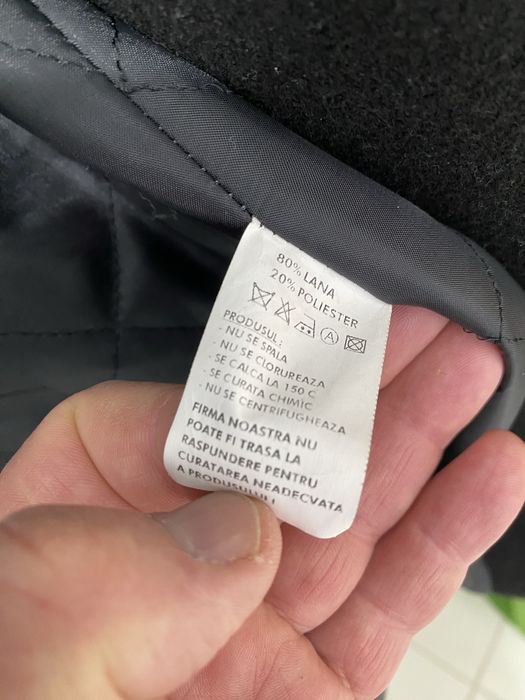 80% LANA
20% POLIESTER
A
PRODUSUL:
- NU SE SPALA
- NU SE CLORUREAZA
- SE CALCA LA 150 C
- SE CURATA CHIMIC
- NU SE CENTRIFUGHEAZA
FIRMA NOASTRA NU
POATE FI TRASA LA
RASPUNDERE PENTRU
CURATAREA NEADECVATA
A PRODUSULUI